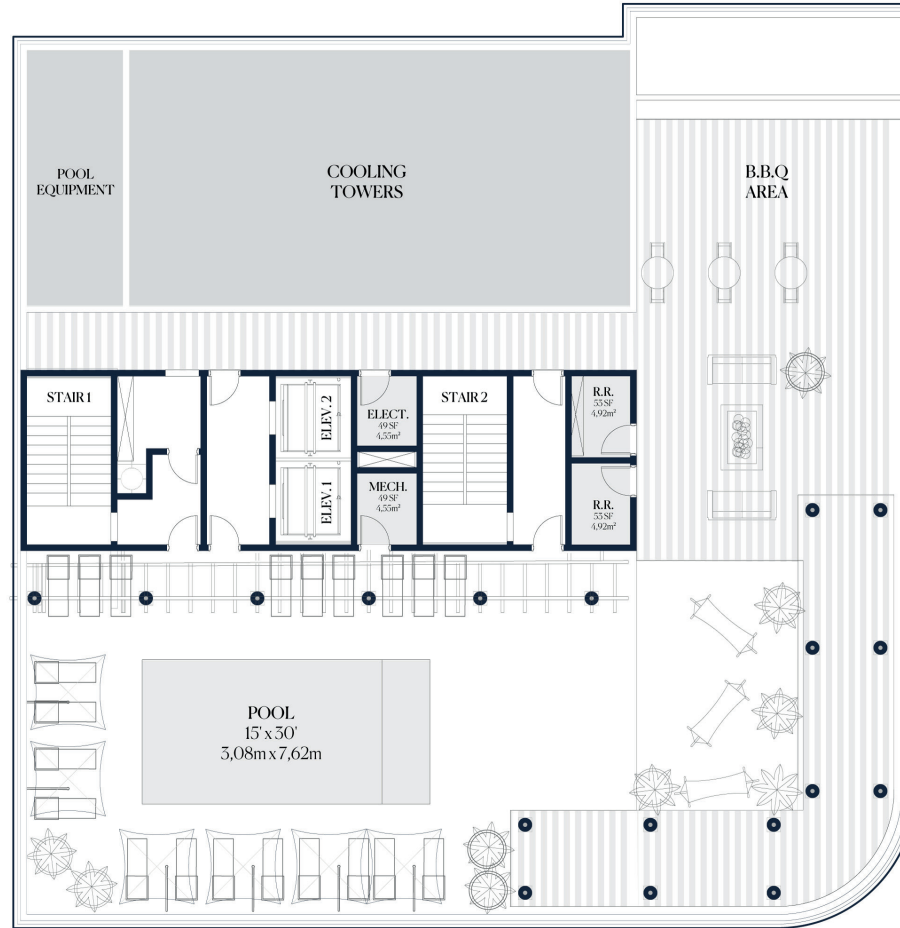 POOL
EQUIPMENT
COOLING
TOWERS
B.B.Q
AREA
STAIR 1
ELEV. 2
ELECT.
49 SF
4,55m²
STAIR 2
R.R.
53 SF
4,92m²
ELEV. 1
MECH.
49 SF
4,55m²
R.R.
53 SF
4,92m²
POOL
15' x 30'
3,08m x 7,62m